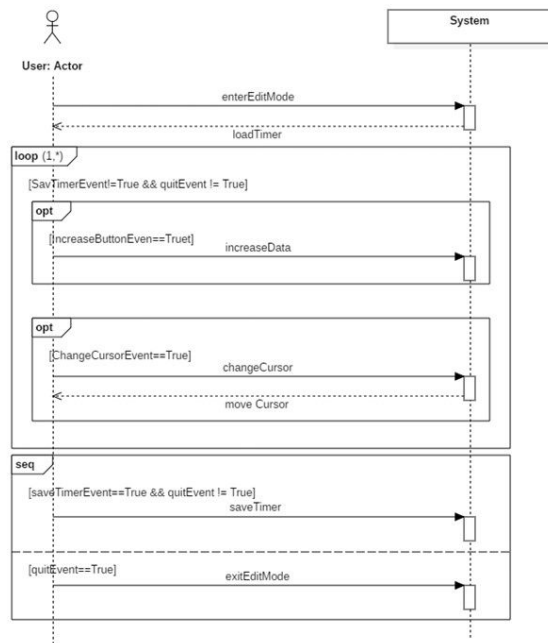 System
User: Actor
enterEditMode
loadTimer
loop (1,*)
[SavTimerEvent!=True && quitEvent != True]
opt
[IncreaseButtonEven==Truet]
increaseData
opt
[ChangeCursorEvent==True]
changeCursor
move Cursor
seq
[saveTimerEvent==True && quitEvent != True]
saveTimer
[quitEvent==True]
exitEditMode